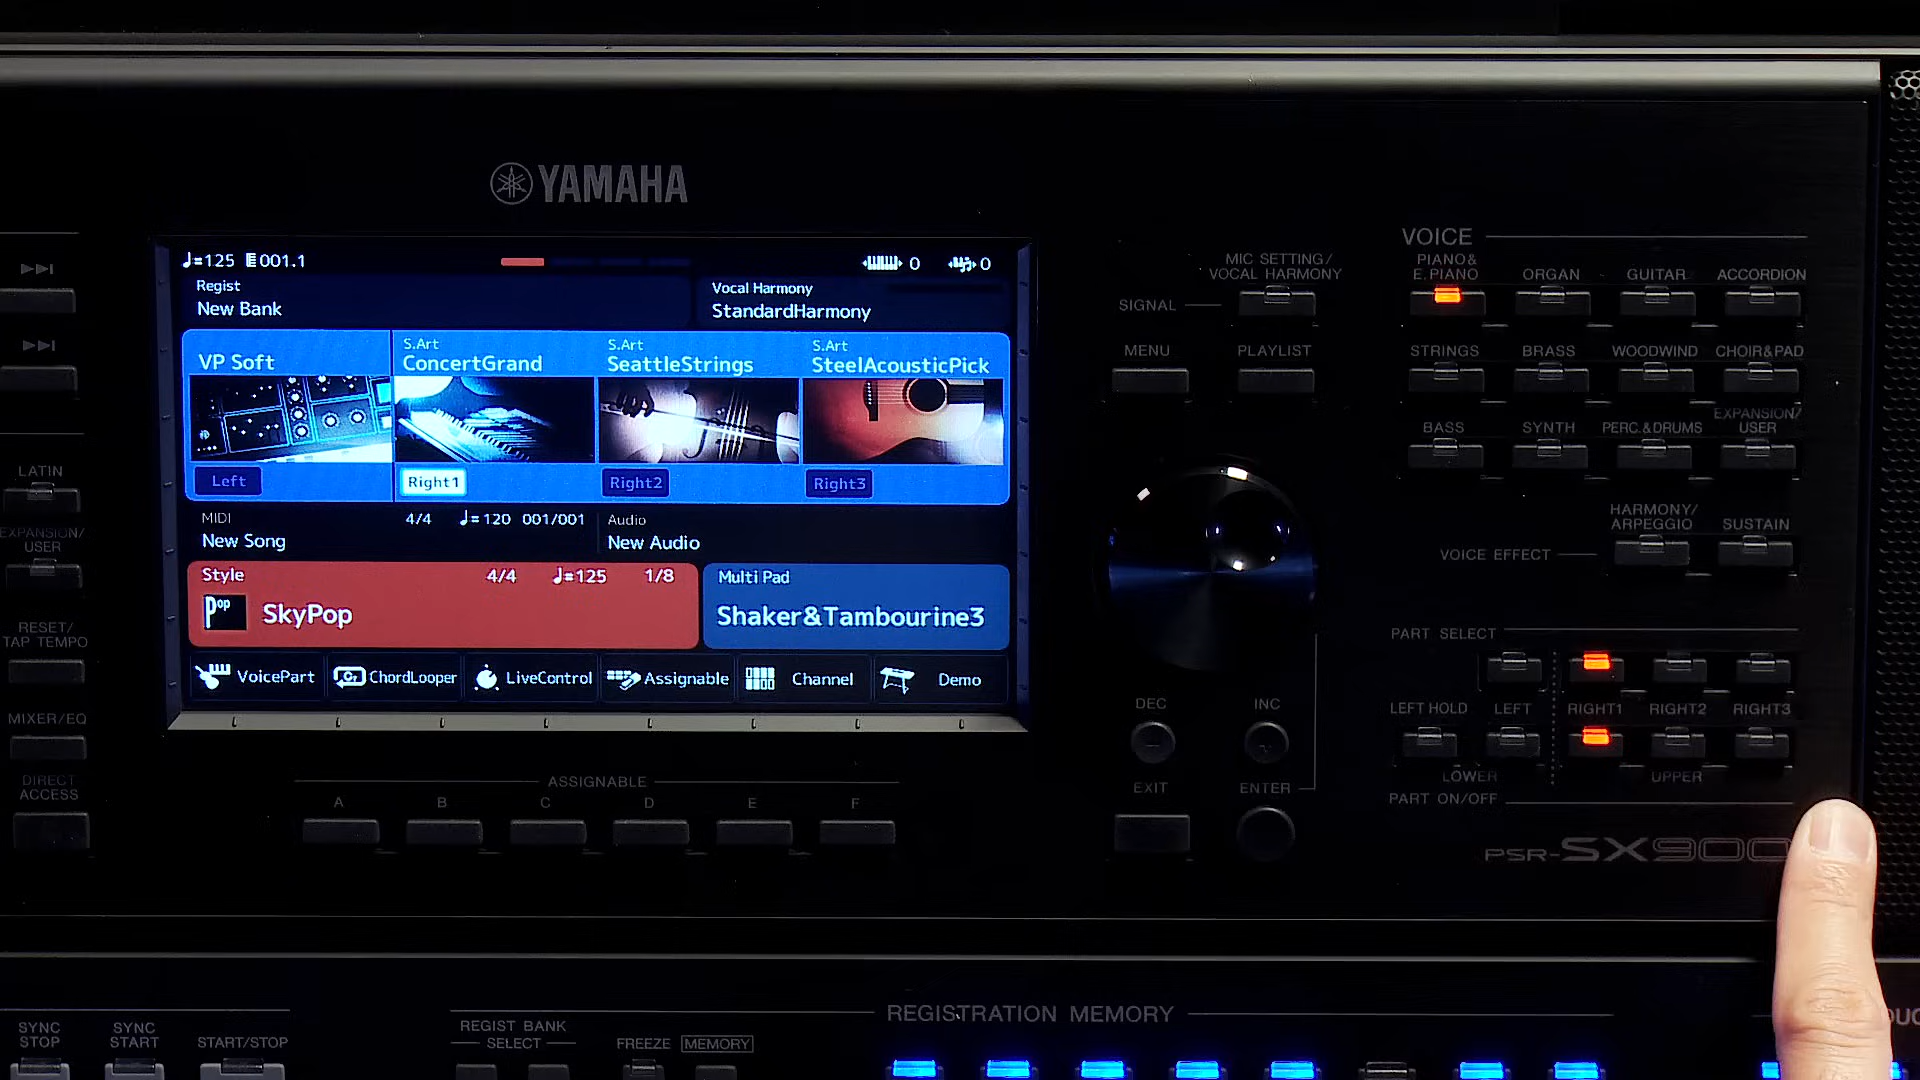 YAMAHA
♩=125 001.1
0 0
Regist
New Bank
Vocal Harmony
StandardHarmony
VP Soft
S.Art
ConcertGrand
S.Art
SeattleStrings
S.Art
SteelAcousticPick
Left
Right1
Right2
Right3
MIDI 4/4 ♩=120 001/001
New Song
Audio
New Audio
Style 4/4 ♩=125 1/8
Pop
SkyPop
Multi Pad
Shaker&Tambourine3
VoicePart
ChordLooper
LiveControl
Assignable
Channel
Demo
ASSIGNABLE
A B C D E F
LATIN
EXPANSION/
USER
RESET/
TAP TEMPO
MIXER/EQ
DIRECT
ACCESS
MIC SETTING/
VOCAL HARMONY
SIGNAL
MENU
PLAYLIST
DEC
INC
EXIT
ENTER
VOICE
PIANO&
E.PIANO
ORGAN
GUITAR
ACCORDION
STRINGS
BRASS
WOODWIND
CHOIR&PAD
BASS
SYNTH
PERC.&DRUMS
EXPANSION/
USER
VOICE EFFECT
HARMONY/
ARPEGGIO
SUSTAIN
PART SELECT
LEFT HOLD
LEFT
RIGHT1
RIGHT2
RIGHT3
LOWER
UPPER
PART ON/OFF
PSR-SX900
SYNC
STOP
SYNC
START
START/STOP
REGIST BANK
SELECT
FREEZE
MEMORY
REGISTRATION MEMORY